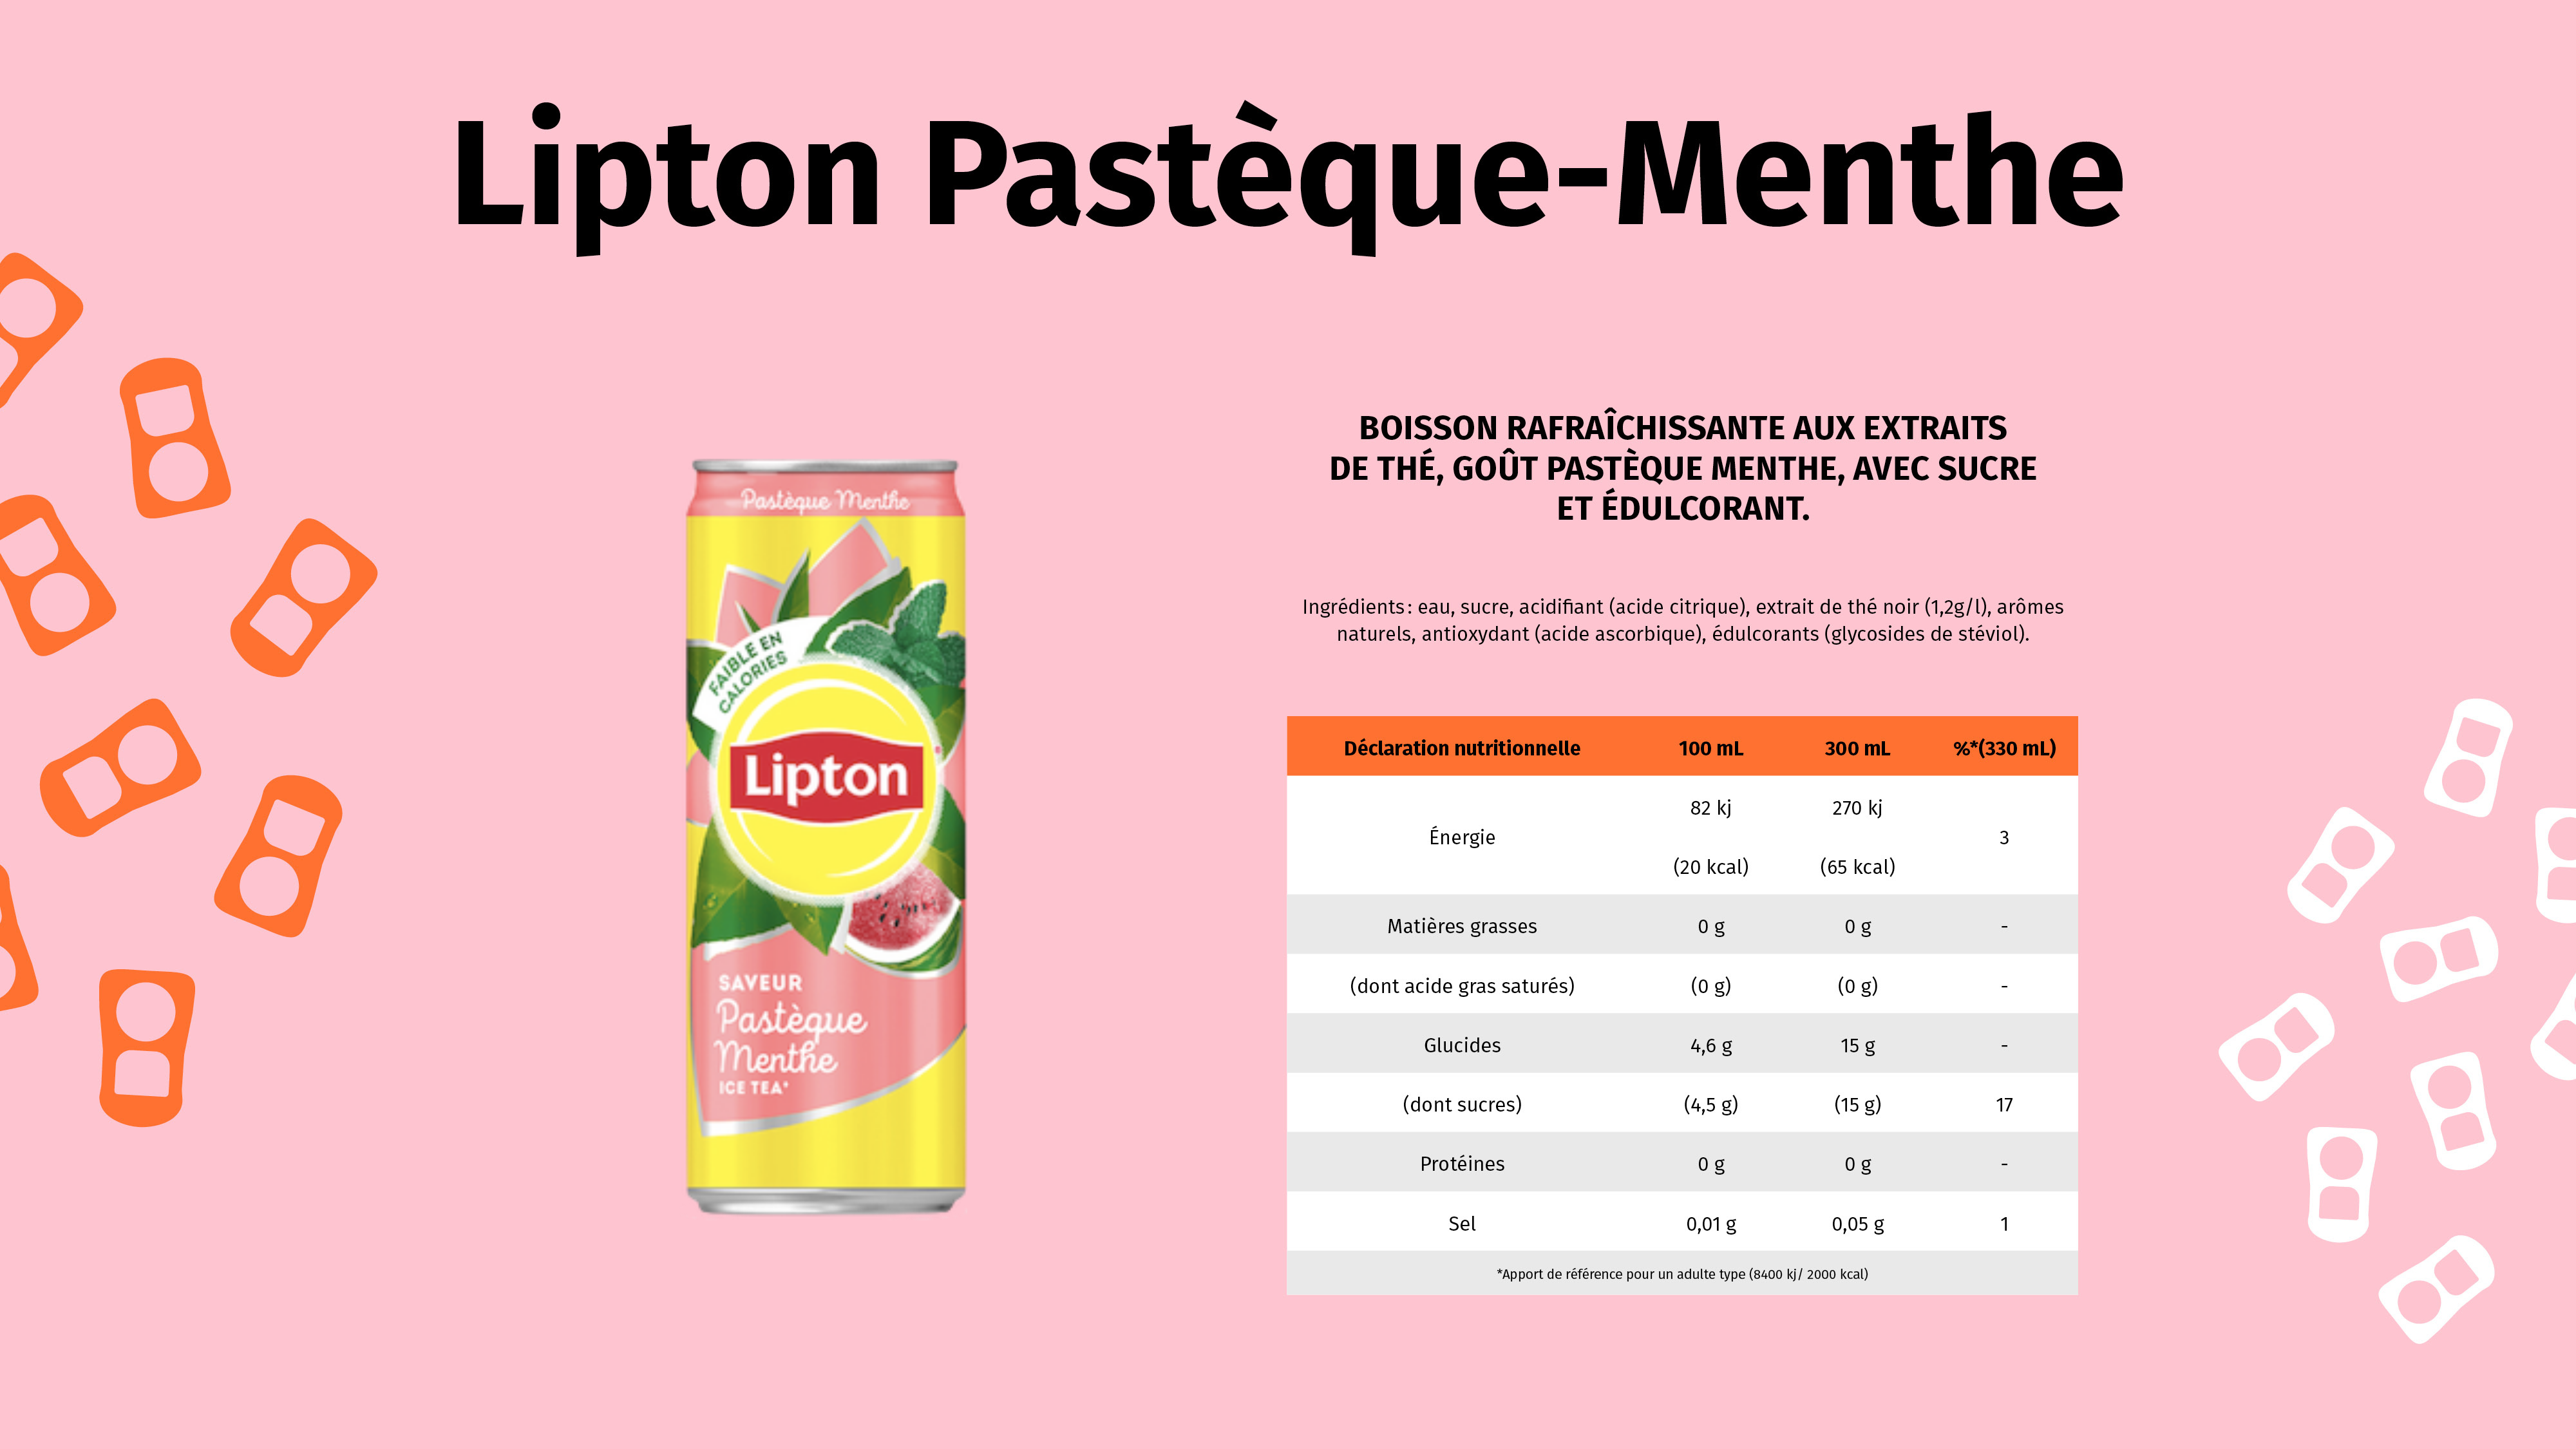 Lipton Pastèque-Menthe
Pastèque Menthe
FAIBLE EN
CALORIES
Lipton
SAVEUR
Pastèque
Menthe
ICE TEA*
BOISSON RAFRAÎCHISSANTE AUX EXTRAITS
DE THÉ, GOÛT PASTÈQUE MENTHE, AVEC SUCRE
ET ÉDULCORANT.
Ingrédients : eau, sucre, acidifiant (acide citrique), extrait de thé noir (1,2g/l), arômes
naturels, antioxydant (acide ascorbique), édulcorants (glycosides de stéviol).
Déclaration nutritionnelle 100 mL 300 mL %*(330 mL)
82 kj 270 kj
Énergie 3
(20 kcal) (65 kcal)
Matières grasses 0 g 0 g -
(dont acide gras saturés) (0 g) (0 g) -
Glucides 4,6 g 15 g -
(dont sucres) (4,5 g) (15 g) 17
Protéines 0 g 0 g -
Sel 0,01 g 0,05 g 1
*Apport de référence pour un adulte type (8400 kj/ 2000 kcal)